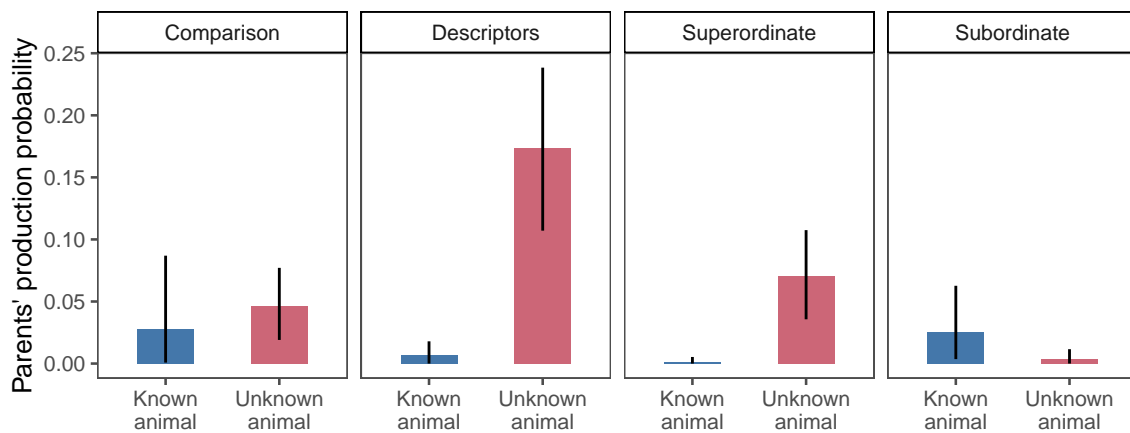 Comparison
Descriptors
Superordinate
Subordinate
Parents' production probability
0.25
0.20
0.15
0.10
0.05
0.00
Known
animal
Unknown
animal
Known
animal
Unknown
animal
Known
animal
Unknown
animal
Known
animal
Unknown
animal